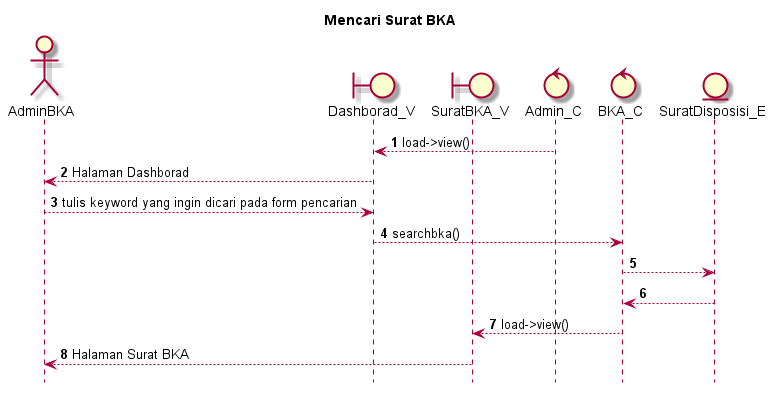 Mencari Surat BKA
AdminBKA
Dashborad_V
SuratBKA_V
Admin_C
BKA_C
SuratDisposisi_E
1 load->view()
2 Halaman Dashborad
3 tulis keyword yang ingin dicari pada form pencarian
4 searchbka()
5
6
7 load->view()
8 Halaman Surat BKA